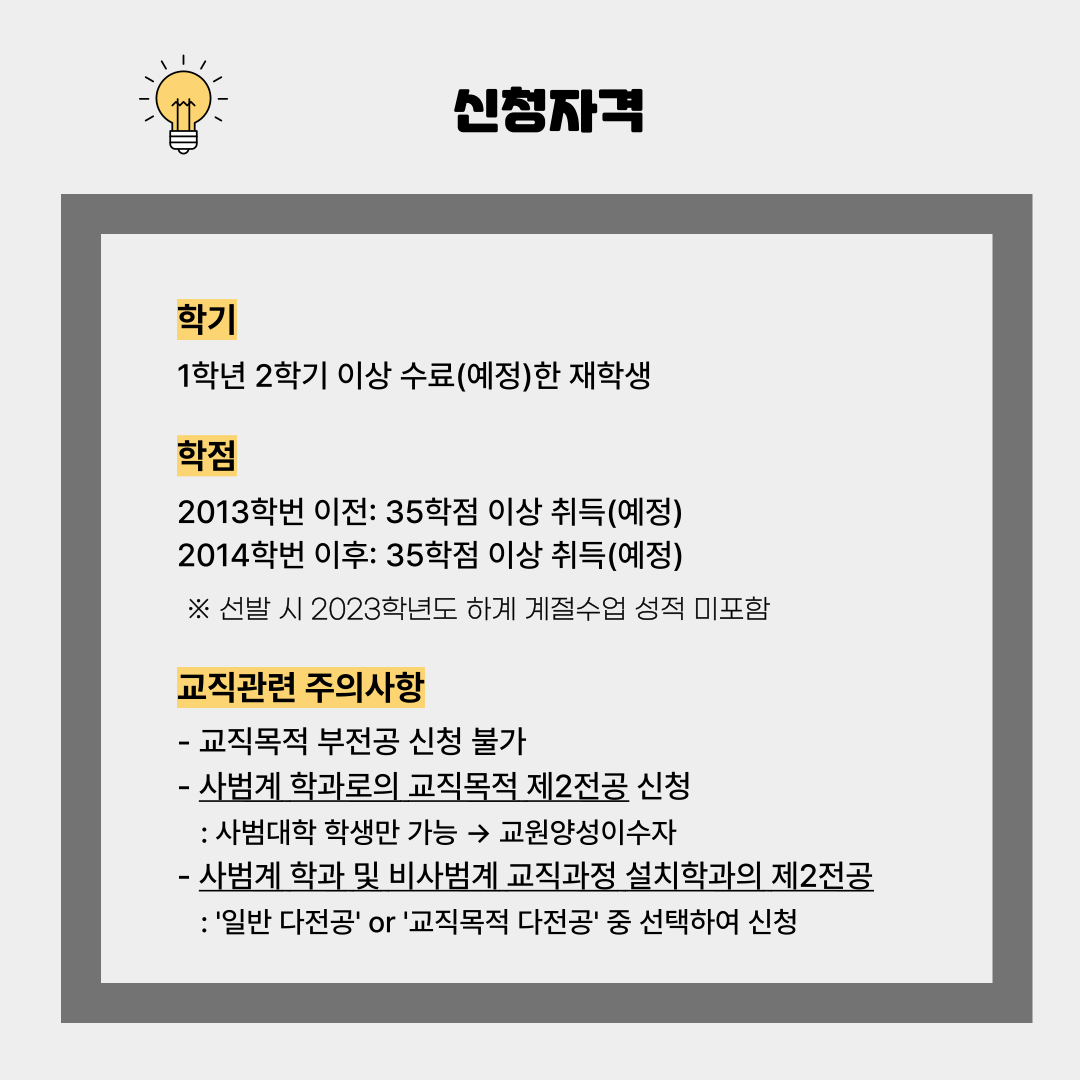 신청자격
학기
1학년 2학기 이상 수료(예정)한 재학생
학점
2013학번 이전: 35학점 이상 취득(예정)
2014학번 이후: 35학점 이상 취득(예정)
※ 선발 시 2023학년도 하계 계절수업 성적 미포함
교직관련 주의사항
- 교직목적 부전공 신청 불가
- 사범계 학과로의 교직목적 제2전공 신청
: 사범대학 학생만 가능 → 교원양성이수자
- 사범계 학과 및 비사범계 교직과정 설치학과의 제2전공
: '일반 다전공' or '교직목적 다전공' 중 선택하여 신청